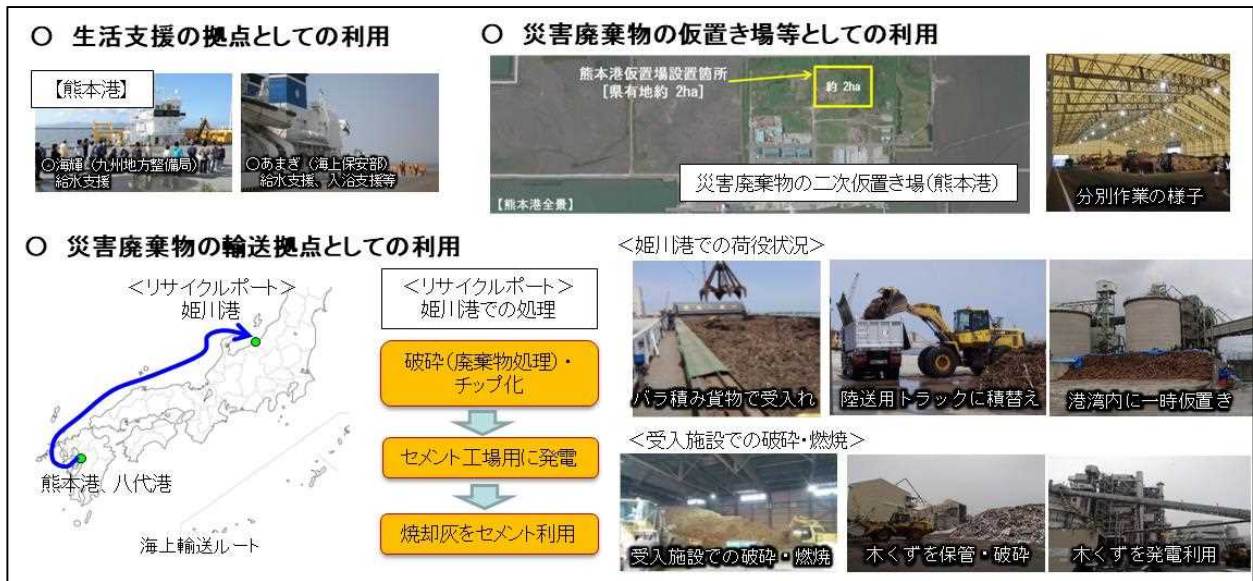 〇 生活支援の拠点としての利用
【熊本港】
〇海輝（九州地方整備局）
給水支援
〇あまぎ（海上保安部）
給水支援、入浴支援等
〇 災害廃棄物の仮置き場等としての利用
熊本港仮置場設置箇所
［県有地約 2ha］
約 2ha
災害廃棄物の二次仮置き場(熊本港)
【熊本港全景】
分別作業の様子
〇 災害廃棄物の輸送拠点としての利用
＜リサイクルポート＞
姫川港
熊本港、八代港
海上輸送ルート
＜リサイクルポート＞
姫川港での処理
破砕(廃棄物処理)・
チップ化
セメント工場用に発電
焼却灰をセメント利用
＜姫川港での荷役状況＞
バラ積み貨物で受入れ
陸送用トラックに積替え
港湾内に一時仮置き
＜受入施設での破砕・燃焼＞
受入施設での破砕・燃焼
木くずを保管・破砕
木くずを発電利用